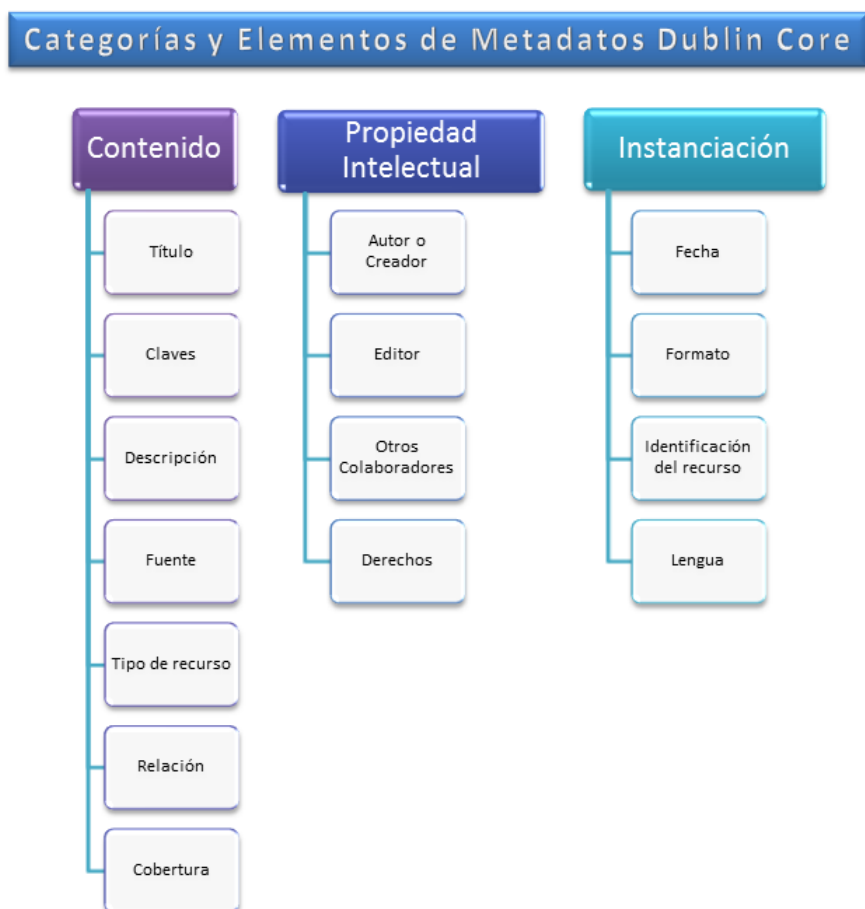 Categorías y Elementos de Metadatos Dublin Core
Contenido
Título
Claves
Descripción
Fuente
Tipo de recurso
Relación
Cobertura
Propiedad
Intelectual
Autor o
Creador
Editor
Otros
Colaboradores
Derechos
Instanciación
Fecha
Formato
Identificación
del recurso
Lengua